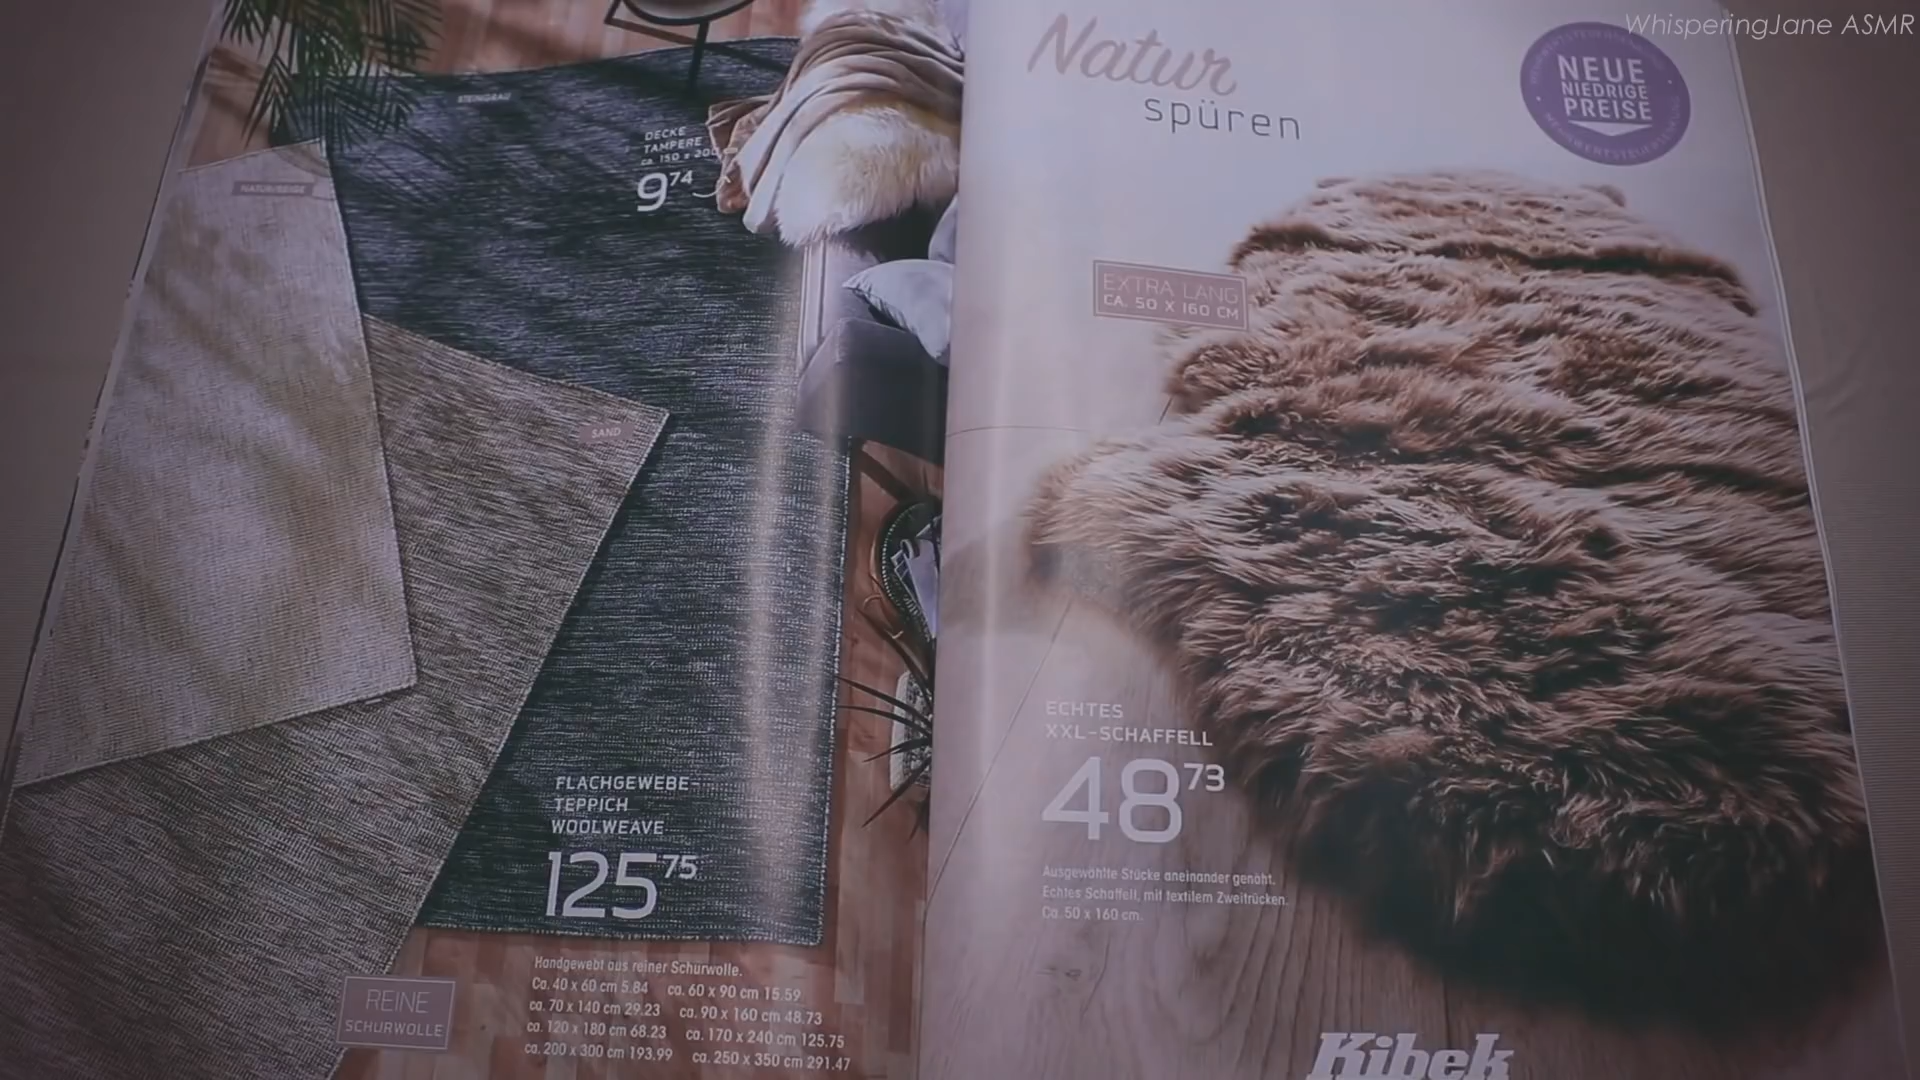 WhisperingJane ASMR
STEINGRAU
NATUR/BEIGE
DECKE
TAMPERE
ca. 150 x 200 cm
9 74
SAND
FLACHGEWEBE-
TEPPICH
WOOLWEAVE
125 75
REINE
SCHURWOLLE
Handgewebt aus reiner Schurwolle.
Ca. 40 x 60 cm 5.84 ca. 60 x 90 cm 15.59
ca. 70 x 140 cm 29.23 ca. 90 x 160 cm 48.73
ca. 120 x 180 cm 68.23 ca. 170 x 240 cm 125.75
ca. 200 x 300 cm 193.99 ca. 250 x 350 cm 291.47
Natur
spüren
NEUE
NIEDRIGE
PREISE
EXTRA LANG
CA. 50 X 160 CM
ECHTES
XXL-SCHAFFELL
48 73
Ausgewählte Stücke aneinander genäht.
Echtes Schaffell, mit textilem Zweitrücken.
Ca. 50 x 160 cm.
Kibek